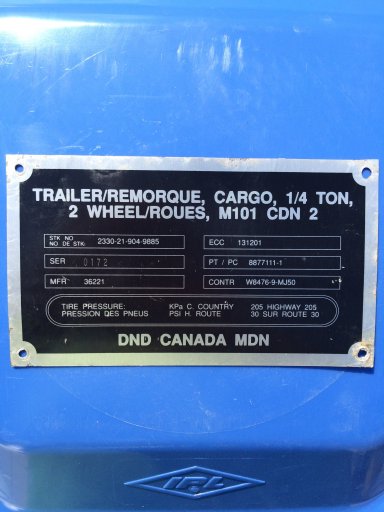 TRAILER/REMORQUE, CARGO, 1/4 TON,
2 WHEEL/ROUES, M101 CDN 2
STK NO
NO DE STK: 2330-21-904-9885
ECC 131201
SER 0172
PT / PC 8877111-1
MFR 36221
CONTR W8476-9-MJ50
TIRE PRESSURE: KPa C. COUNTRY 205 HIGHWAY 205
PRESSION DES PNEUS PSI H. ROUTE 30 SUR ROUTE 30
DND CANADA MDN